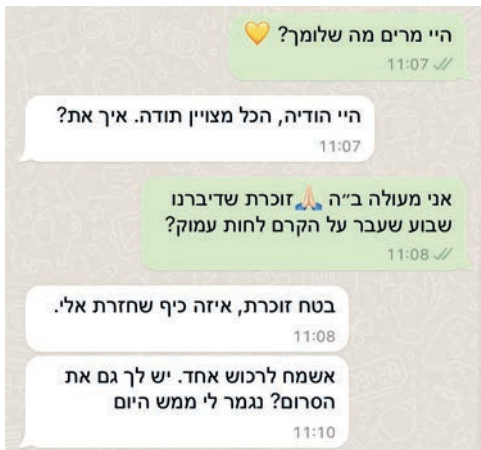 היי מרים מה שלומך? 💛
11:07
היי הודיה, הכל מצויין תודה. איך את?
11:07
אני מעולה ב״ה 🙏🏻זוכרת שדיברנו
שבוע שעבר על הקרם לחות עמוק?
11:08
בטח זוכרת, איזה כיף שחזרת אלי.
11:08
אשמח לרכוש אחד. יש לך גם את
הסרום? נגמר לי ממש היום
11:10